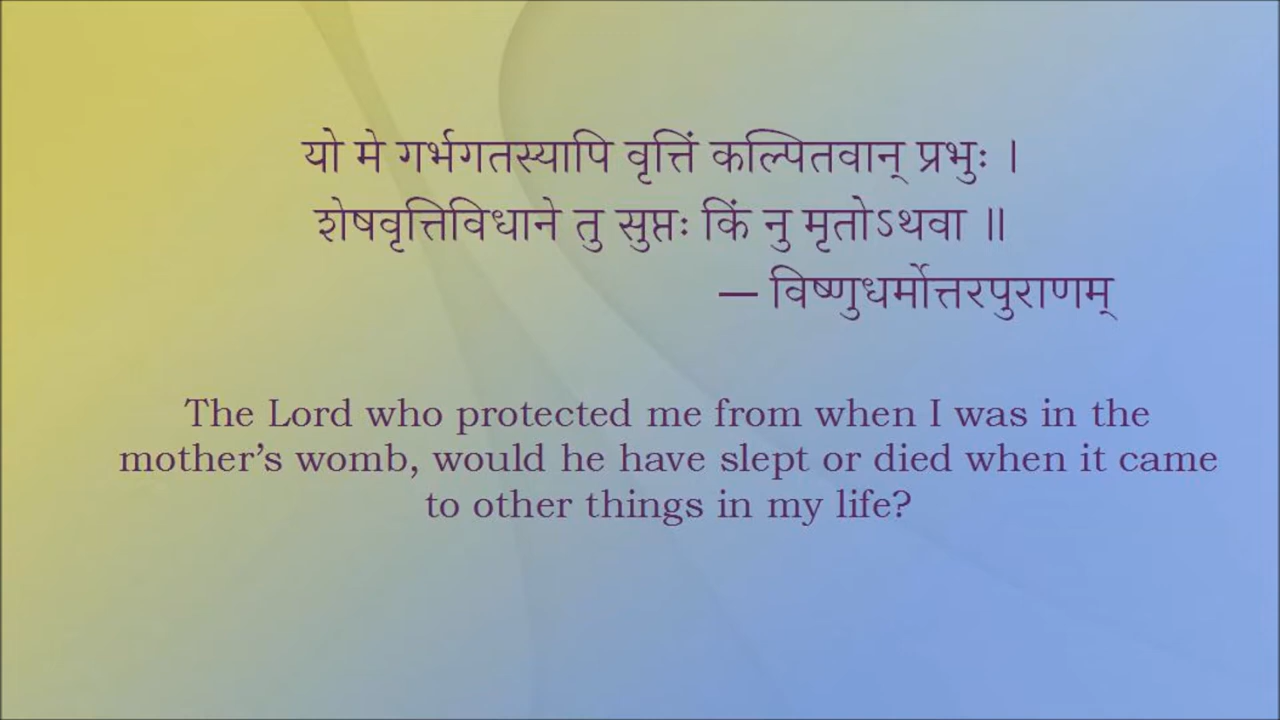 यो मे गर्भगतस्यापि वृत्तिं कल्पितवान् प्रभुः ।
शेषवृत्तिविधाने तु सुप्तः किं नु मृतोऽथवा ॥
— विष्णुधर्मोत्तरपुराणम्
The Lord who protected me from when I was in the
mother’s womb, would he have slept or died when it came
to other things in my life?